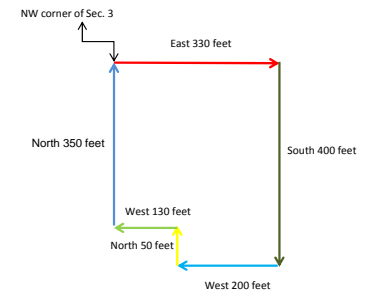 NW corner of Sec. 3
East 330 feet
North 350 feet
South 400 feet
West 130 feet
North 50 feet
West 200 feet